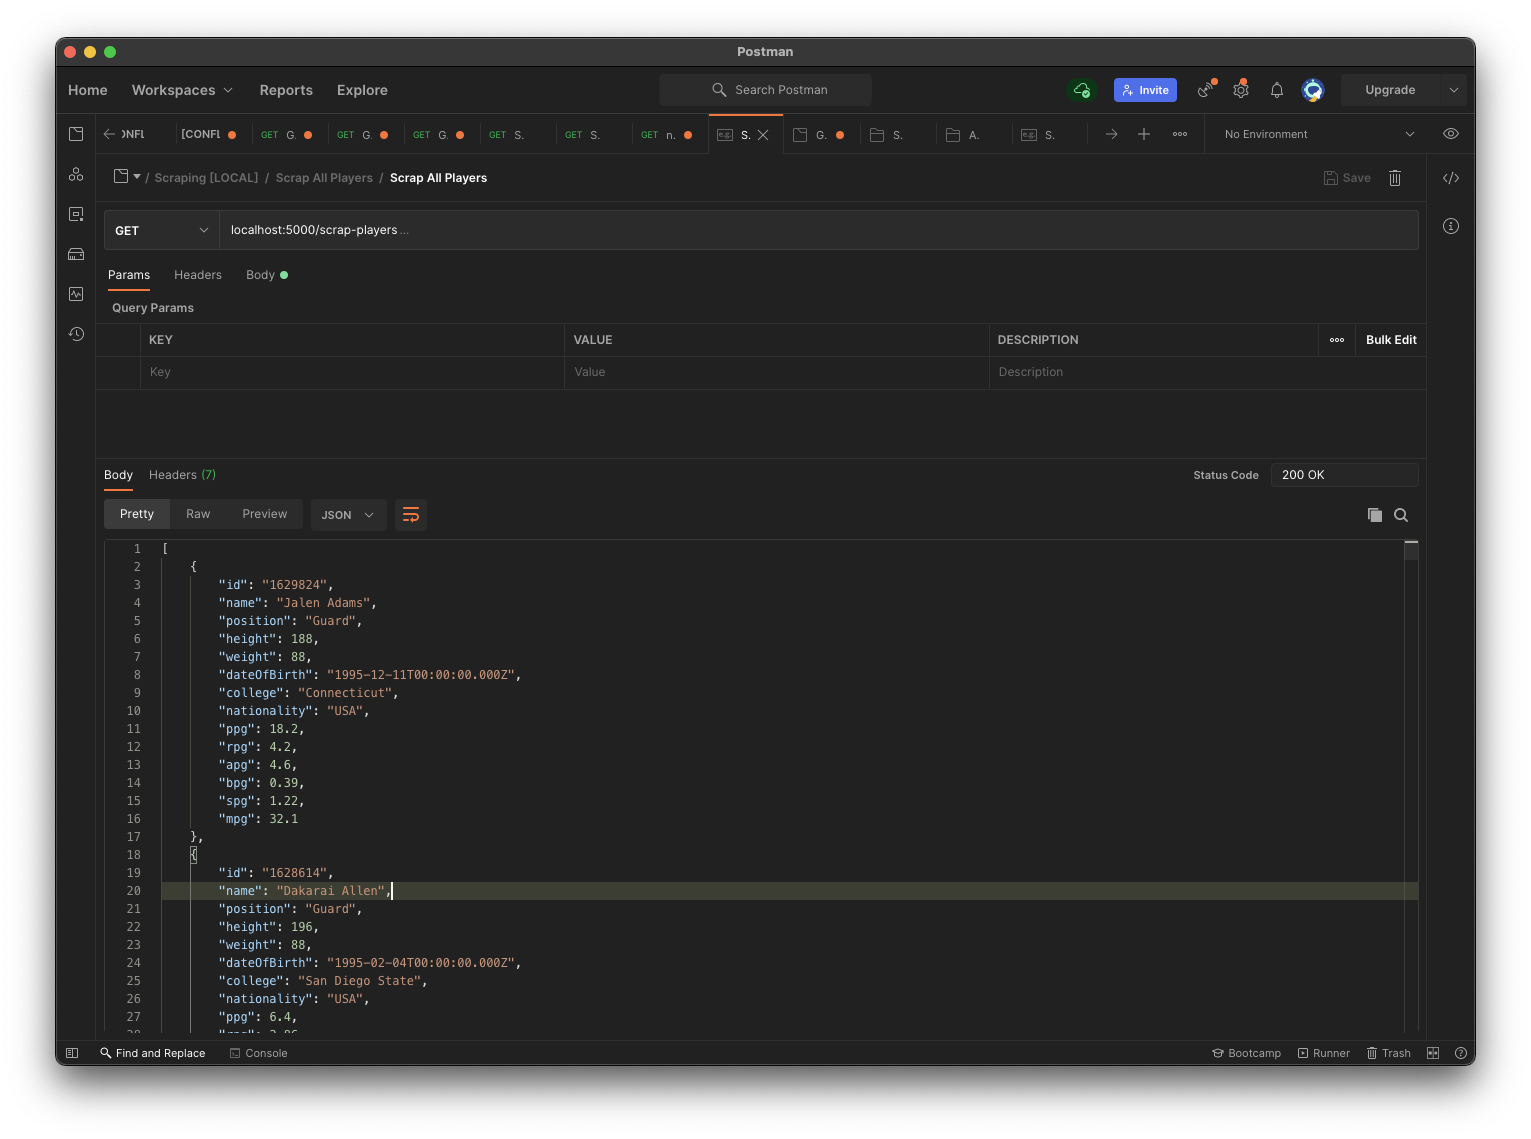 Postman
Home Workspaces Reports Explore Search Postman Invite Upgrade
[CONFL GET G. GET G. GET G. GET S. GET S. GET n. e.g. S. G. S. A. e.g. S. No Environment
/ Scraping [LOCAL] / Scrap All Players / Scrap All Players Save
GET localhost:5000/scrap-players ...
Params Headers Body
Query Params
KEY VALUE DESCRIPTION Bulk Edit
Key Value Description
Body Headers (7) Status Code 200 OK
Pretty Raw Preview JSON
1 [
2 {
3 "id": "1629824",
4 "name": "Jalen Adams",
5 "position": "Guard",
6 "height": 188,
7 "weight": 88,
8 "dateOfBirth": "1995-12-11T00:00:00.000Z",
9 "college": "Connecticut",
10 "nationality": "USA",
11 "ppg": 18.2,
12 "rpg": 4.2,
13 "apg": 4.6,
14 "bpg": 0.39,
15 "spg": 1.22,
16 "mpg": 32.1
17 },
18 {
19 "id": "1628614",
20 "name": "Dakarai Allen",
21 "position": "Guard",
22 "height": 196,
23 "weight": 88,
24 "dateOfBirth": "1995-02-04T00:00:00.000Z",
25 "college": "San Diego State",
26 "nationality": "USA",
27 "ppg": 6.4,
Find and Replace Console Bootcamp Runner Trash